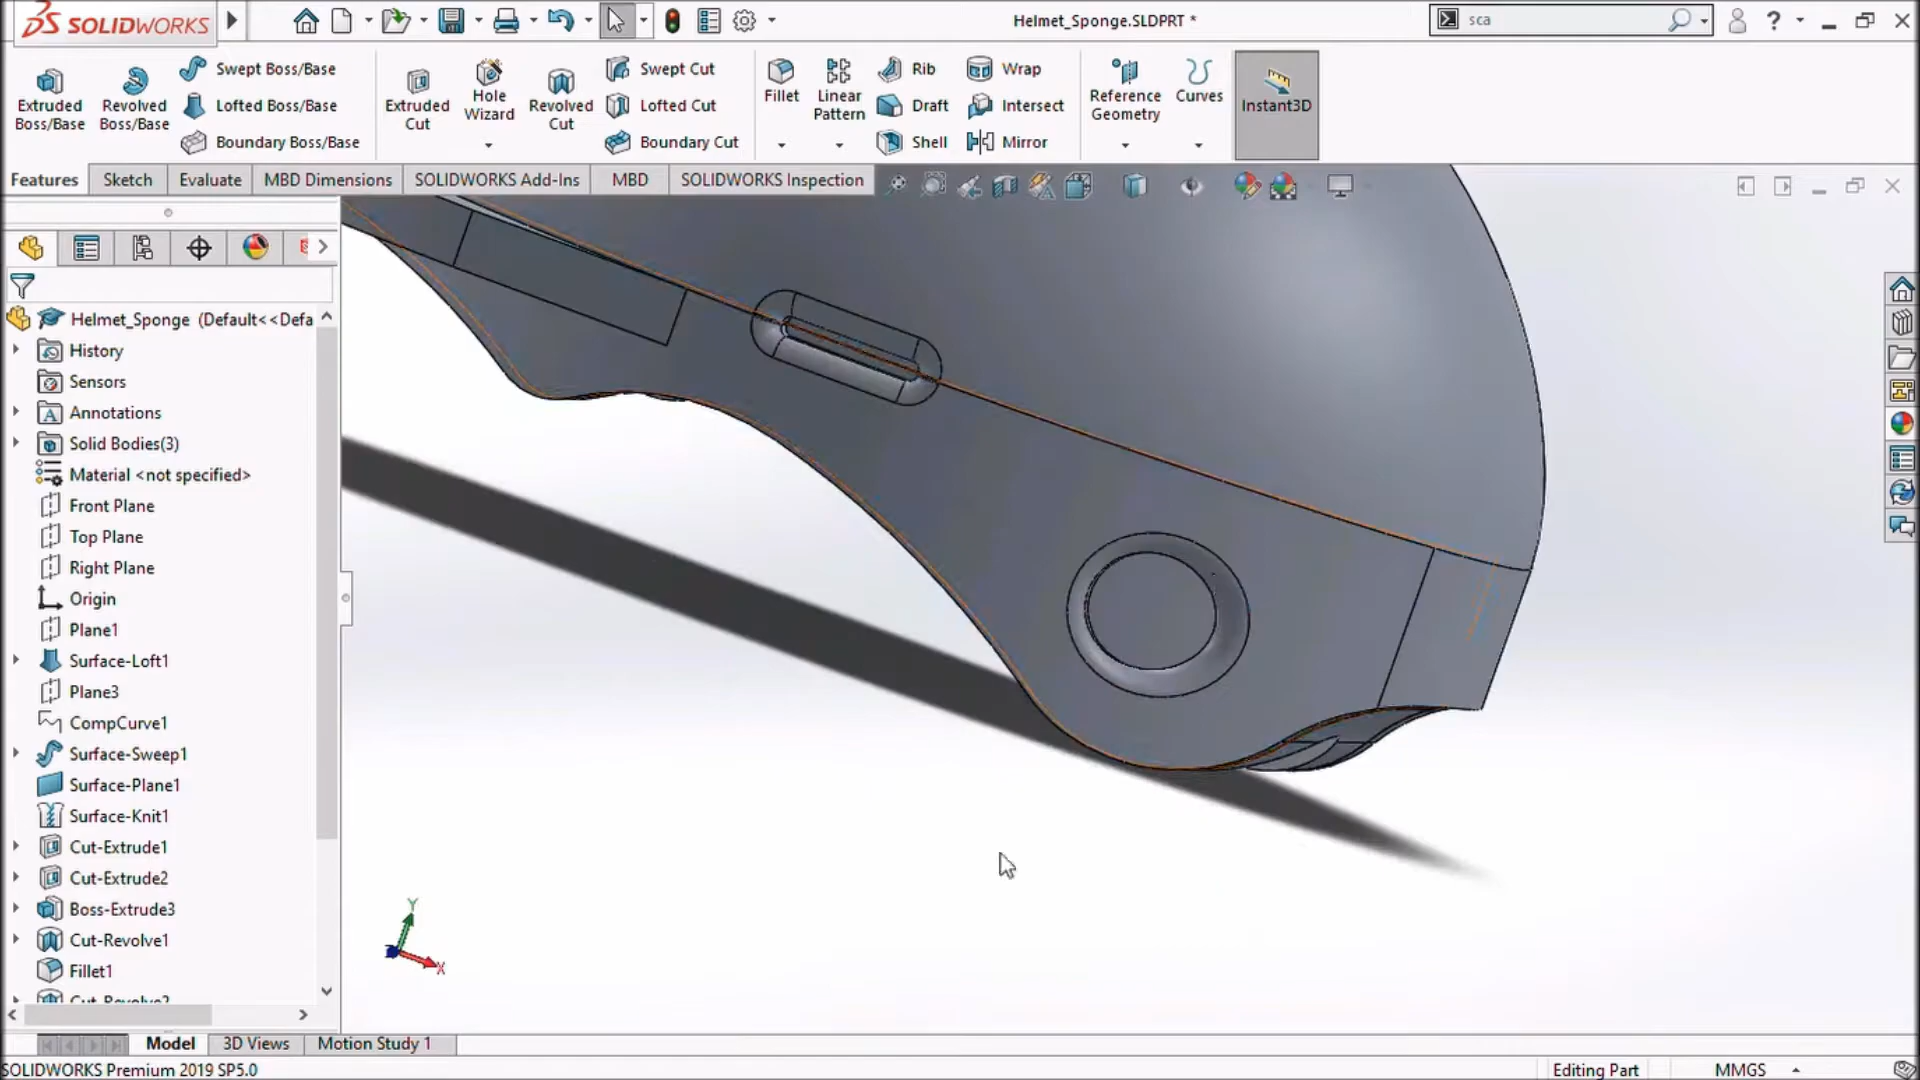 SOLIDWORKS
Helmet_Sponge.SLDPRT *
sca
Extruded Boss/Base
Revolved Boss/Base
Swept Boss/Base
Lofted Boss/Base
Boundary Boss/Base
Extruded Cut
Hole Wizard
Revolved Cut
Swept Cut
Lofted Cut
Boundary Cut
Fillet
Linear Pattern
Rib
Draft
Shell
Wrap
Intersect
Mirror
Reference Geometry
Curves
Instant3D
Features
Sketch
Evaluate
MBD Dimensions
SOLIDWORKS Add-Ins
MBD
SOLIDWORKS Inspection
Helmet_Sponge (Default<<Defa
History
Sensors
Annotations
Solid Bodies(3)
Material <not specified>
Front Plane
Top Plane
Right Plane
Origin
Plane1
Surface-Loft1
Plane3
CompCurve1
Surface-Sweep1
Surface-Plane1
Surface-Knit1
Cut-Extrude1
Cut-Extrude2
Boss-Extrude3
Cut-Revolve1
Fillet1
Cut-Revolve2
Y
X
Model
3D Views
Motion Study 1
SOLIDWORKS Premium 2019 SP5.0
Editing Part
MMGS